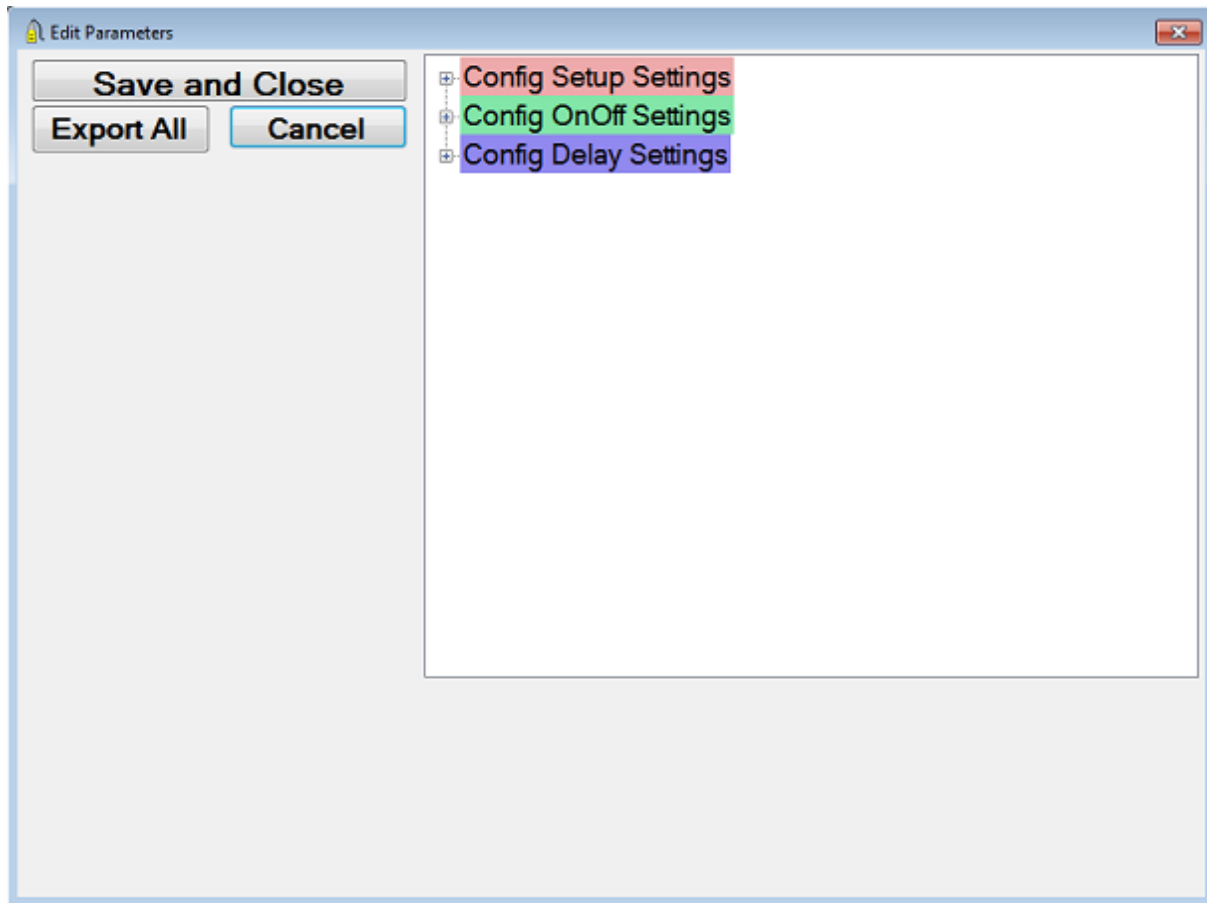 Edit Parameters
Save and Close
Export All
Cancel
Config Setup Settings
Config OnOff Settings
Config Delay Settings